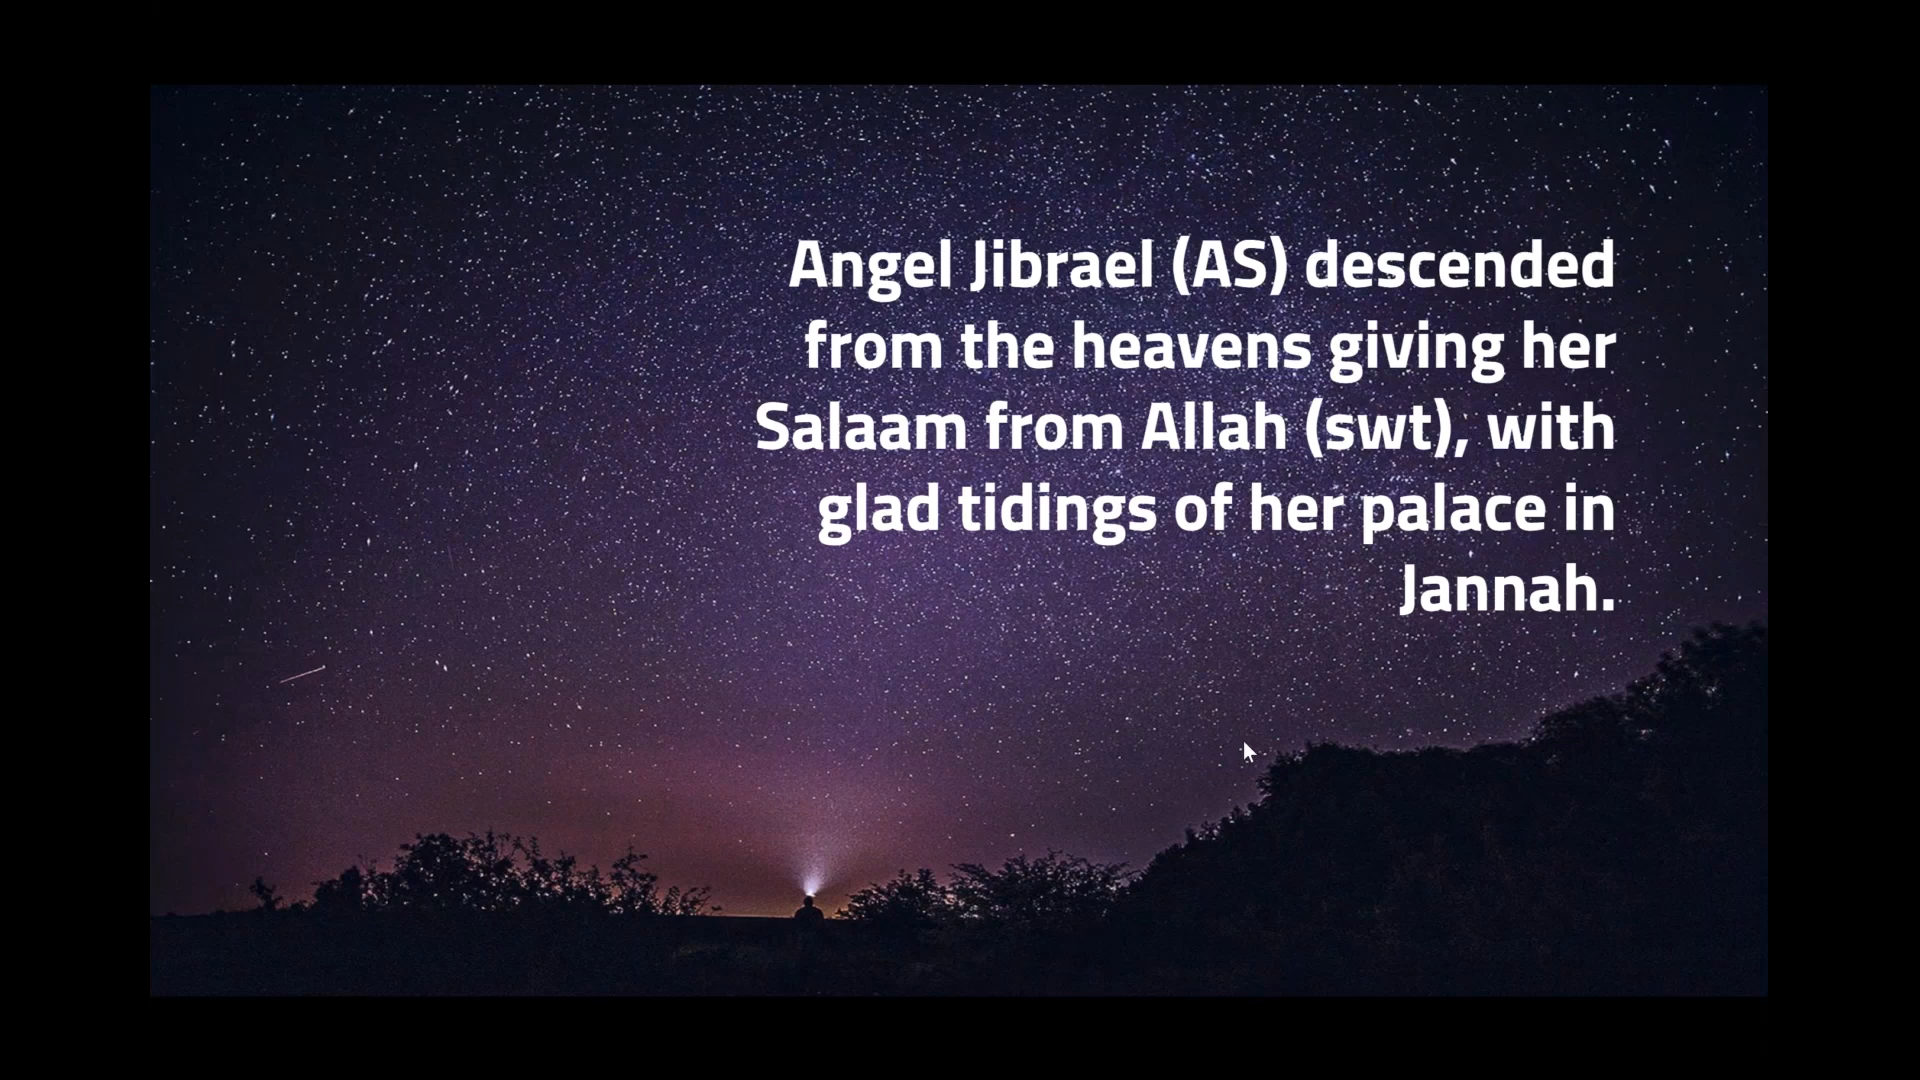 Angel Jibrael (AS) descended
from the heavens giving her
Salaam from Allah (swt), with
glad tidings of her palace in
Jannah.